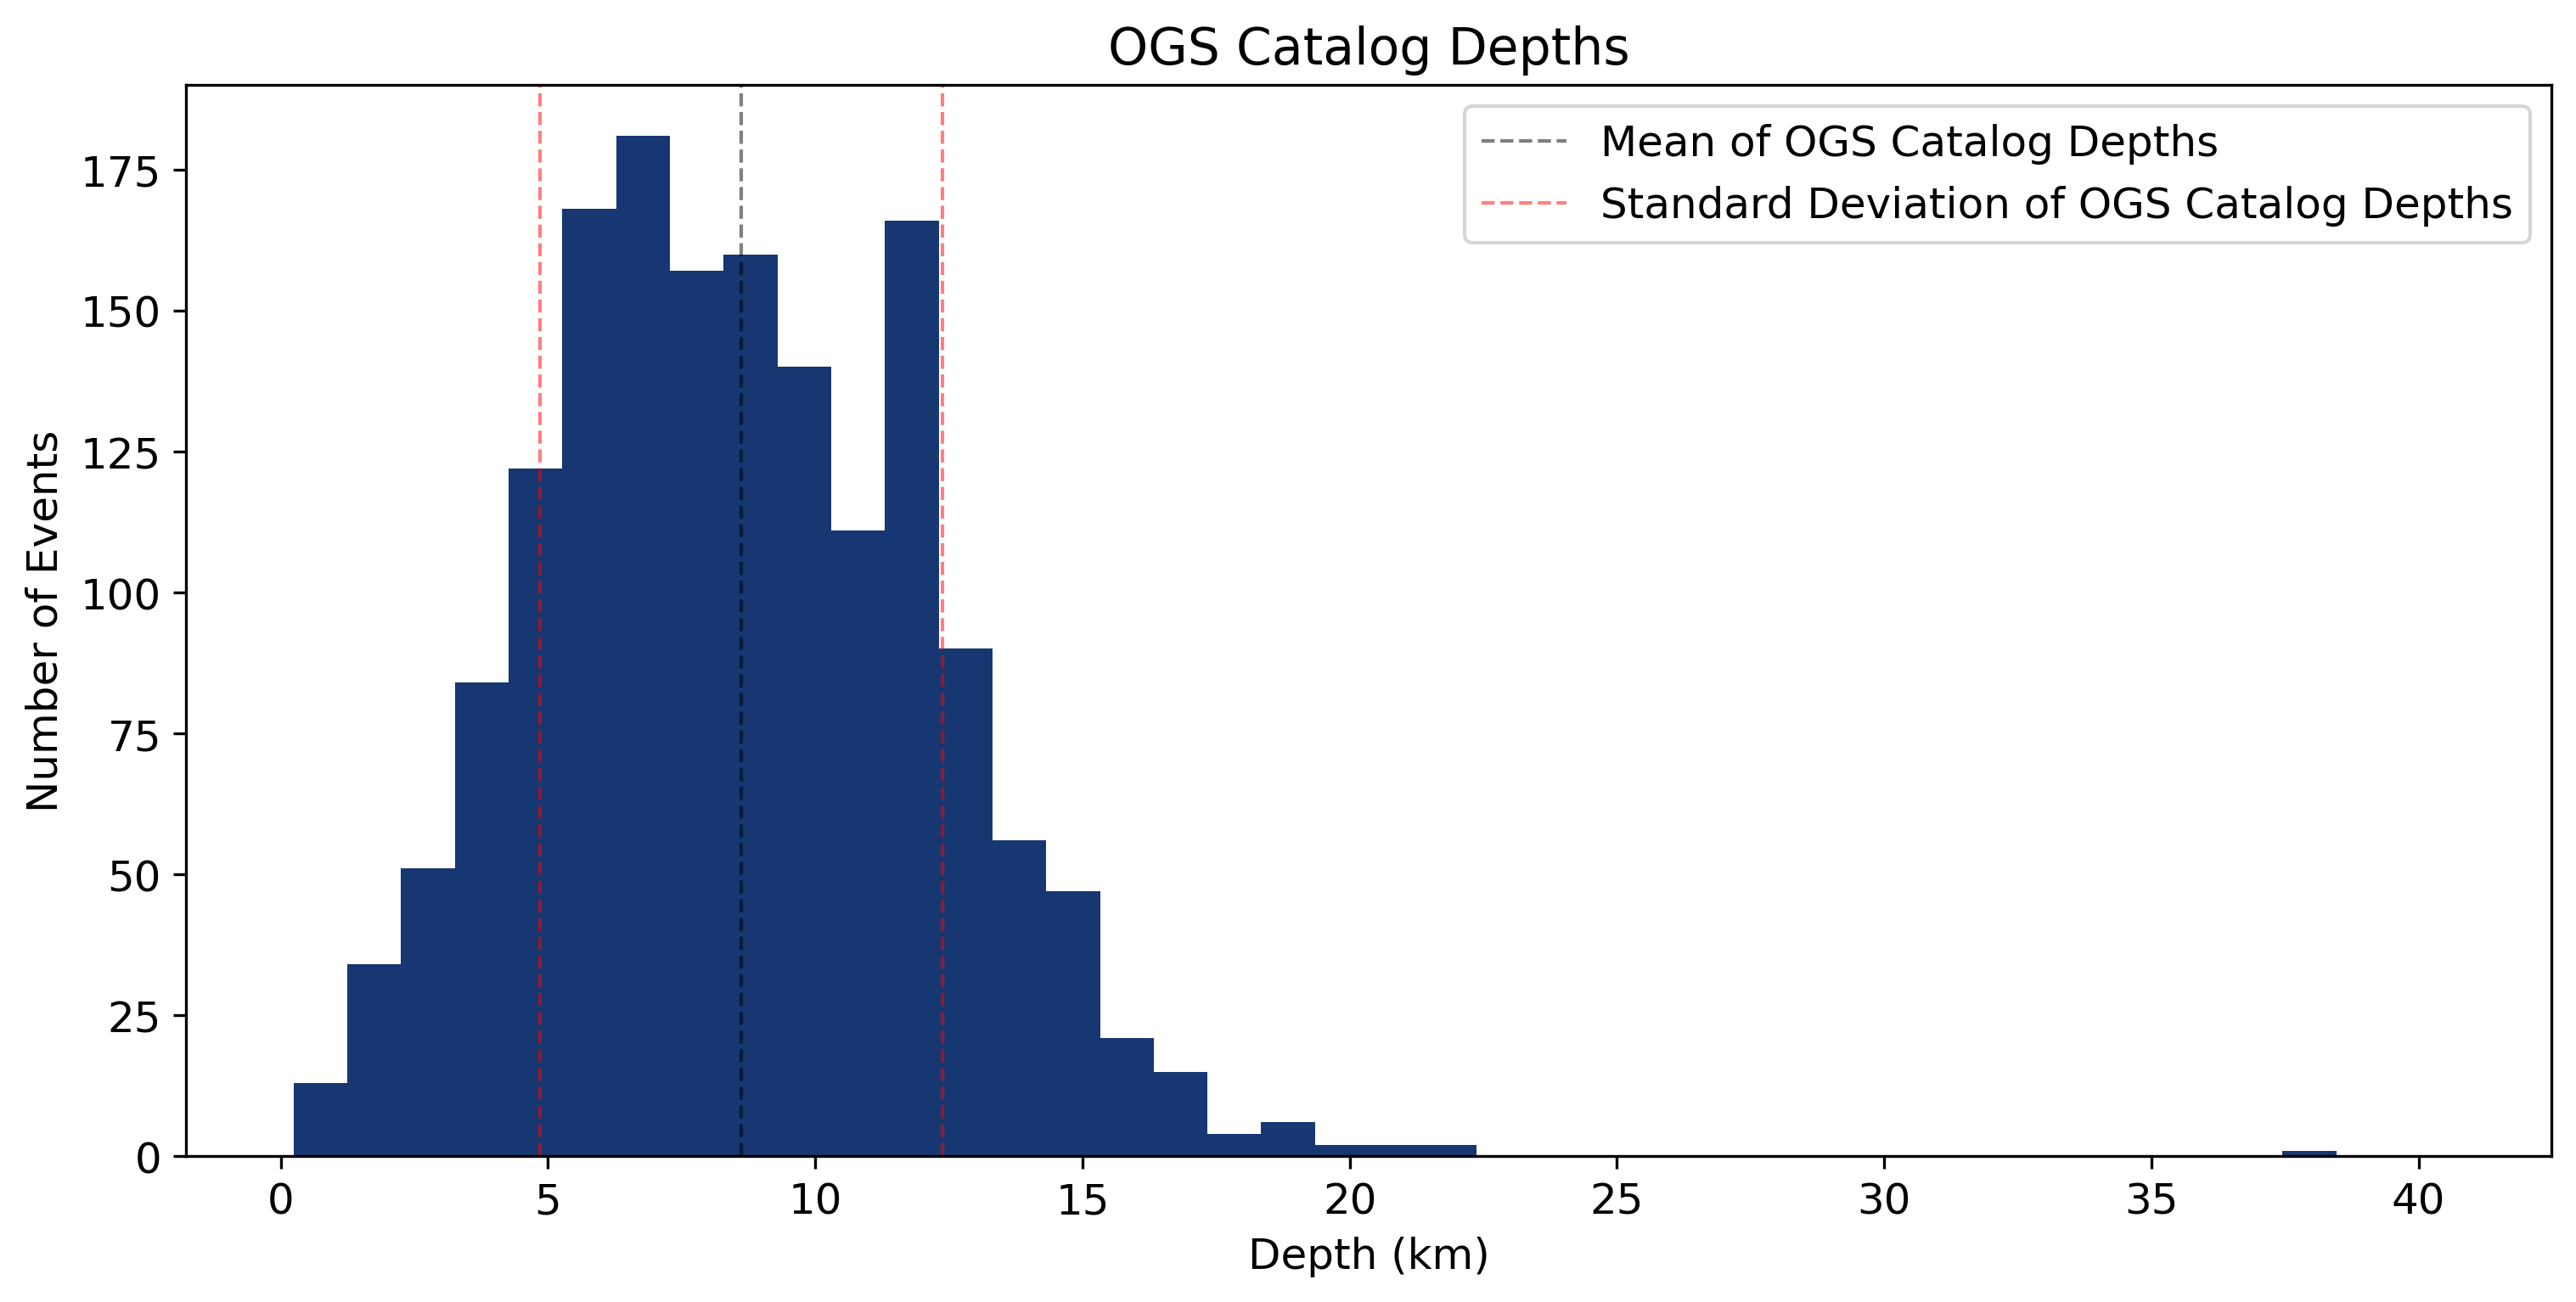 OGS Catalog Depths
Mean of OGS Catalog Depths
Standard Deviation of OGS Catalog Depths
Number of Events
175
150
125
100
75
50
25
0
0 5 10 15 20 25 30 35 40
Depth (km)